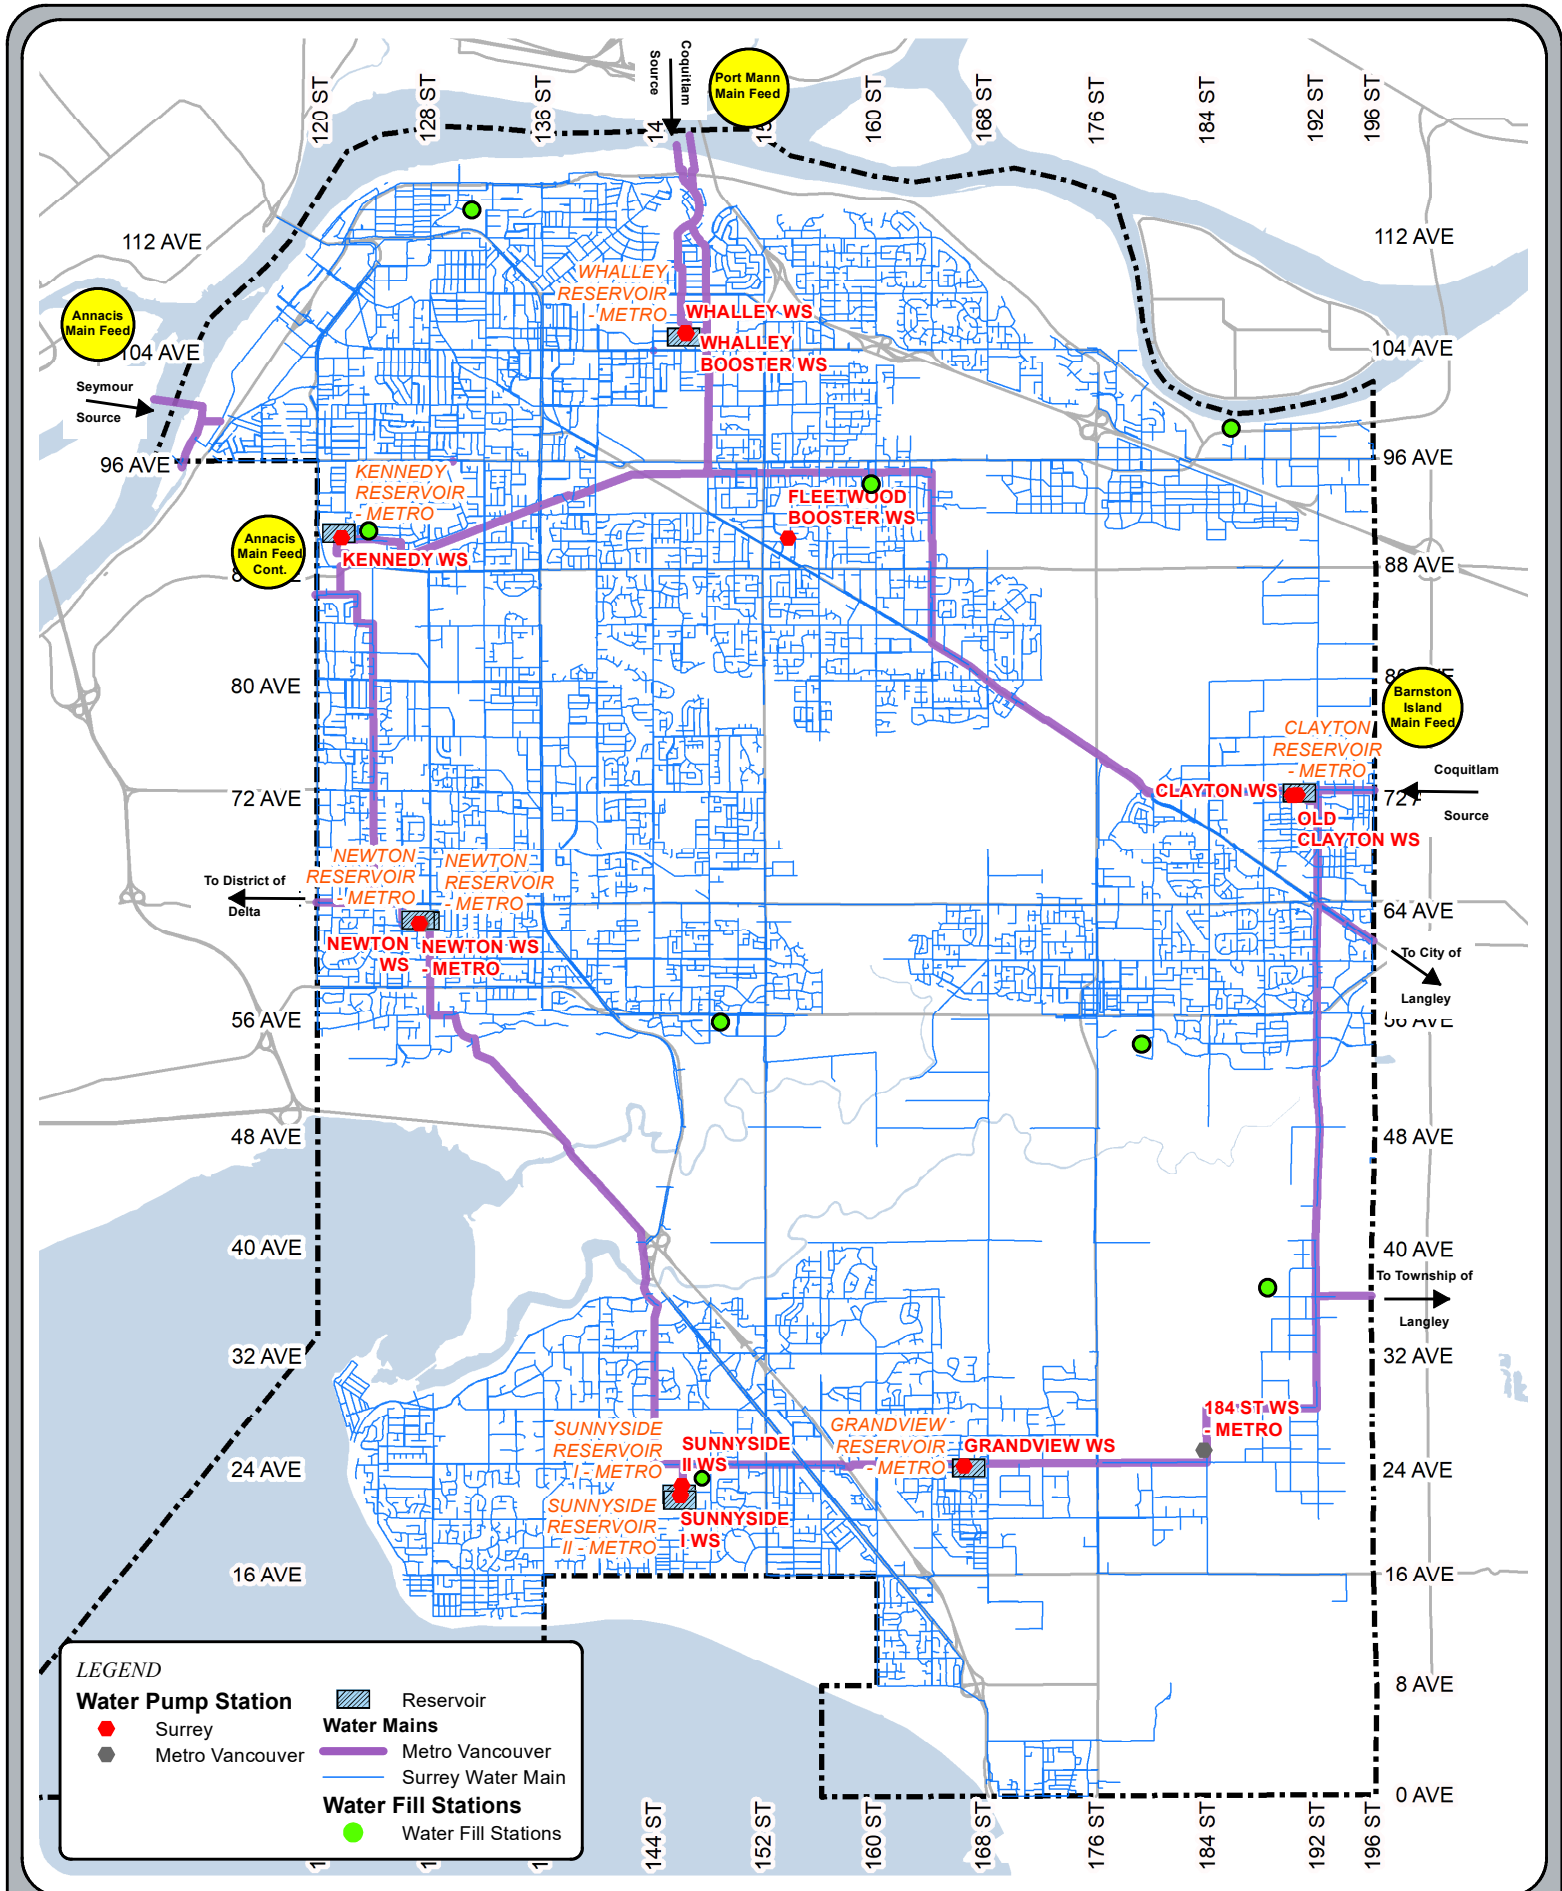 Coquitlam
Source
Port Mann
Main Feed
120 ST
128 ST
136 ST
14
15
160 ST
168 ST
176 ST
184 ST
192 ST
196 ST
112 AVE
112 AVE
WHALLEY
RESERVOIR
- METRO
WHALLEY WS
WHALLEY
BOOSTER WS
Annacis
Main Feed
104 AVE
104 AVE
Seymour
Source
96 AVE
96 AVE
KENNEDY
RESERVOIR
- METRO
KENNEDY WS
FLEETWOOD
BOOSTER WS
Annacis
Main Feed
Cont.
88 AVE
80 AVE
Barnston
Island
Main Feed
CLAYTON
RESERVOIR
- METRO
CLAYTON WS
OLD
CLAYTON WS
Coquitlam
Source
72 AVE
72
NEWTON
RESERVOIR
- METRO
NEWTON
RESERVOIR
- METRO
To District of
Delta
NEWTON
WS
NEWTON WS
- METRO
64 AVE
To City of
Langley
56 AVE
56 AVE
48 AVE
48 AVE
40 AVE
40 AVE
To Township of
Langley
32 AVE
32 AVE
184 ST WS
- METRO
SUNNYSIDE
RESERVOIR
I - METRO
SUNNYSIDE
II WS
GRANDVIEW
RESERVOIR
- METRO
GRANDVIEW WS
24 AVE
24 AVE
SUNNYSIDE
RESERVOIR
II - METRO
SUNNYSIDE
I WS
16 AVE
16 AVE
8 AVE
0 AVE
LEGEND
Water Pump Station
Surrey
Metro Vancouver
Reservoir
Water Mains
Metro Vancouver
Surrey Water Main
Water Fill Stations
Water Fill Stations
144 ST
152 ST
160 ST
168 ST
176 ST
184 ST
192 ST
196 ST